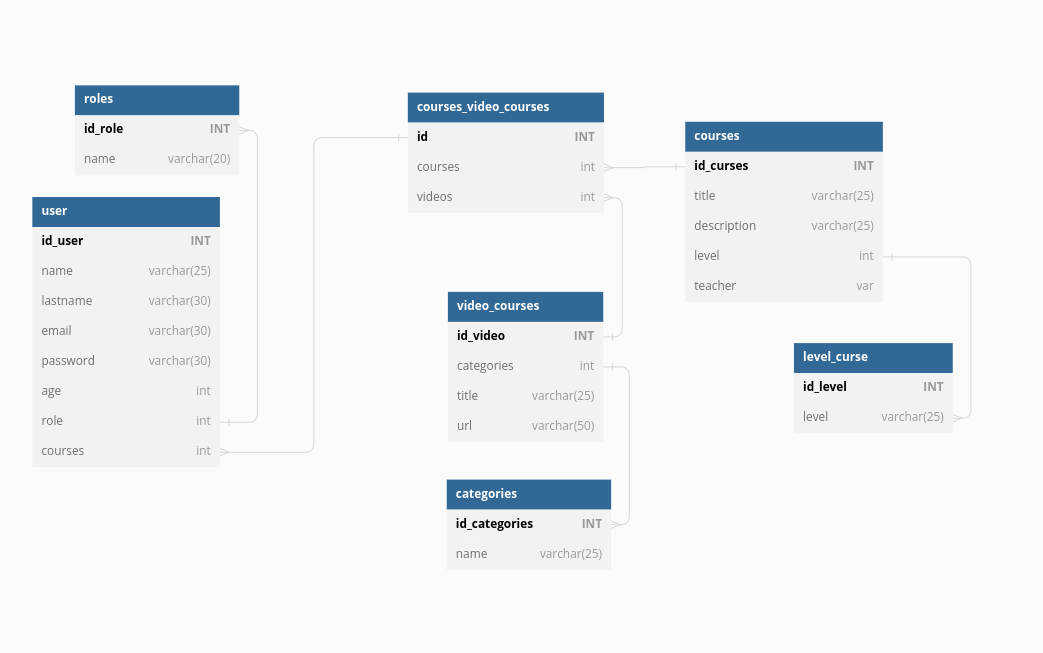 roles
id_role INT
name varchar(20)
user
id_user INT
name varchar(25)
lastname varchar(30)
email varchar(30)
password varchar(30)
age int
role int
courses int
courses_video_courses
id INT
courses int
videos int
video_courses
id_video INT
categories int
title varchar(25)
url varchar(50)
categories
id_categories INT
name varchar(25)
courses
id_curses INT
title varchar(25)
description varchar(25)
level int
teacher var
level_curse
id_level INT
level varchar(25)